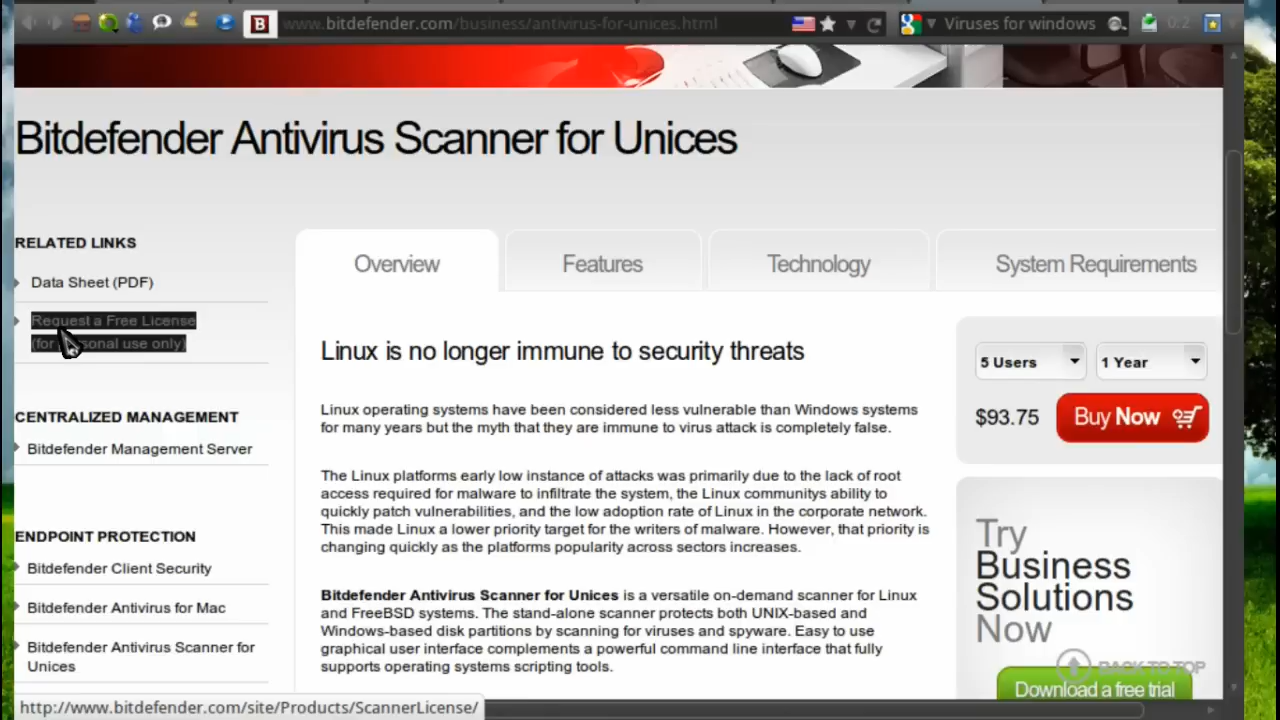 www.bitdefender.com/business/antivirus-for-unices.html
Viruses for windows
0:2
Bitdefender Antivirus Scanner for Unices
RELATED LINKS
Data Sheet (PDF)
Request a Free License
(for personal use only)
CENTRALIZED MANAGEMENT
Bitdefender Management Server
ENDPOINT PROTECTION
Bitdefender Client Security
Bitdefender Antivirus for Mac
Bitdefender Antivirus Scanner for
Unices
Overview
Features
Technology
System Requirements
Linux is no longer immune to security threats
Linux operating systems have been considered less vulnerable than Windows systems
for many years but the myth that they are immune to virus attack is completely false.
The Linux platforms early low instance of attacks was primarily due to the lack of root
access required for malware to infiltrate the system, the Linux communitys ability to
quickly patch vulnerabilities, and the low adoption rate of Linux in the corporate network.
This made Linux a lower priority target for the writers of malware. However, that priority is
changing quickly as the platforms popularity across sectors increases.
Bitdefender Antivirus Scanner for Unices is a versatile on-demand scanner for Linux
and FreeBSD systems. The stand-alone scanner protects both UNIX-based and
Windows-based disk partitions by scanning for viruses and spyware. Easy to use
graphical user interface complements a powerful command line interface that fully
supports operating systems scripting tools.
5 Users
1 Year
$93.75
Buy Now
Try
Business
Solutions
Now
BACK TO TOP
Download a free trial
http://www.bitdefender.com/site/Products/ScannerLicense/